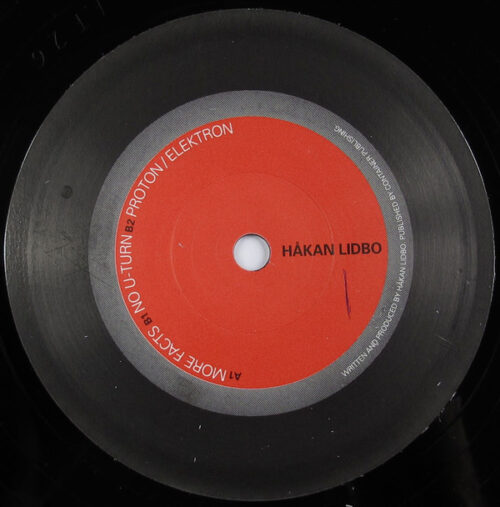 HÅKAN LIDBO
A1 MORE FACTS B1 NO U-TURN B2 PROTON/ELEKTRON
WRITTEN AND PRODUCED BY HÅKAN LIDBO PUBLISHED BY CONTAINER PUBLISHING